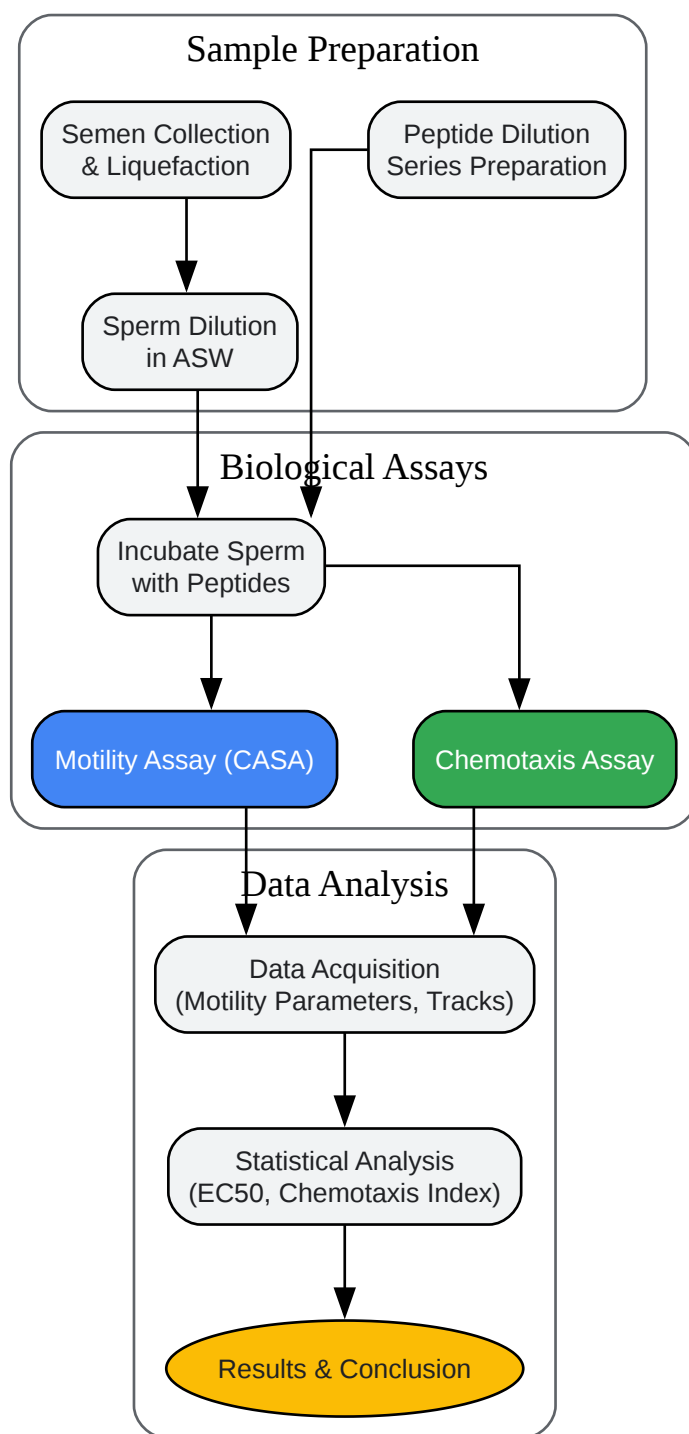 Sample Preparation
Semen Collection
& Liquefaction
Peptide Dilution
Series Preparation
Sperm Dilution
in ASW
Biological Assays
Incubate Sperm
with Peptides
Motility Assay (CASA)
Chemotaxis Assay
Data Analysis
Data Acquisition
(Motility Parameters, Tracks)
Statistical Analysis
(EC50, Chemotaxis Index)
Results & Conclusion